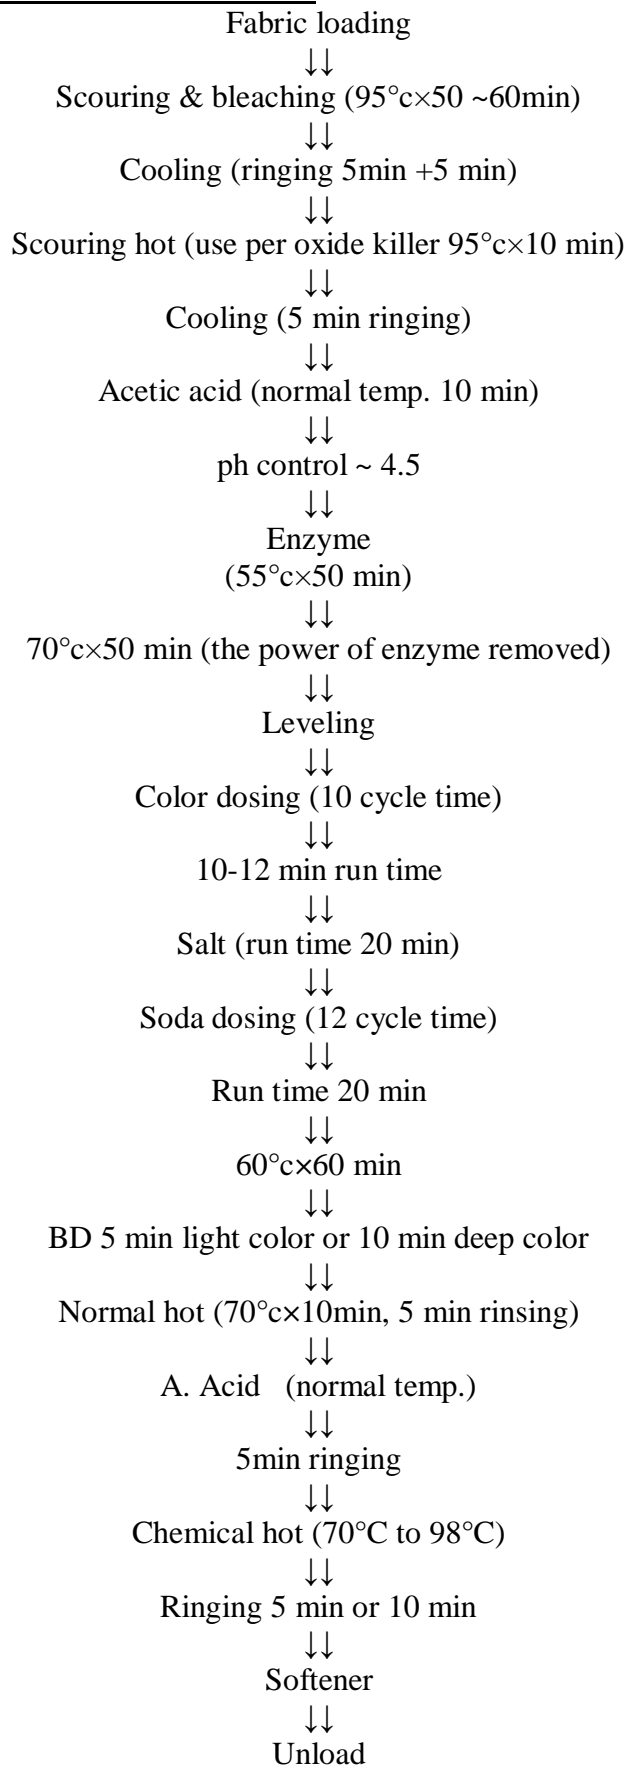 Fabric loading
↓↓
Scouring & bleaching (95°c×50 ~60min)
↓↓
Cooling (ringing 5min +5 min)
↓↓
Scouring hot (use per oxide killer 95°c×10 min)
↓↓
Cooling (5 min ringing)
↓↓
Acetic acid (normal temp. 10 min)
↓↓
ph control ~ 4.5
↓↓
Enzyme
(55°c×50 min)
↓↓
70°c×50 min (the power of enzyme removed)
↓↓
Leveling
↓↓
Color dosing (10 cycle time)
↓↓
10-12 min run time
↓↓
Salt (run time 20 min)
↓↓
Soda dosing (12 cycle time)
↓↓
Run time 20 min
↓↓
60°c×60 min
↓↓
BD 5 min light color or 10 min deep color
↓↓
Normal hot (70°c×10min, 5 min rinsing)
↓↓
A. Acid (normal temp.)
↓↓
5min ringing
↓↓
Chemical hot (70°C to 98°C)
↓↓
Ringing 5 min or 10 min
↓↓
Softener
↓↓
Unload